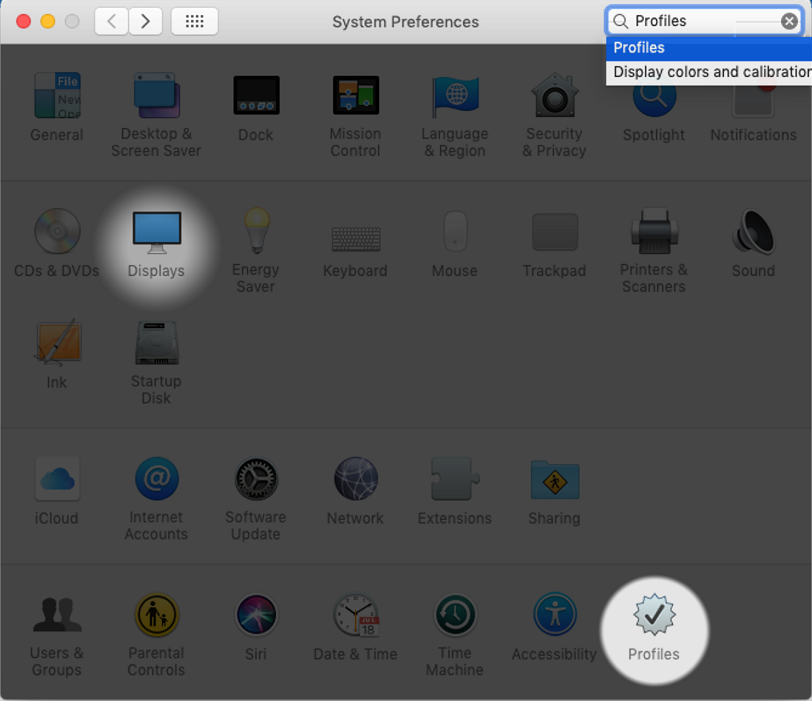 System Preferences
Profiles
Profiles
Display colors and calibration
File
New
Ope
General
Desktop &
Screen Saver
Dock
Mission
Control
Language
& Region
Security
& Privacy
Spotlight
Notifications
CDs & DVDs
Displays
Energy
Saver
Keyboard
Mouse
Trackpad
Printers &
Scanners
Sound
Ink
Startup
Disk
iCloud
@
Internet
Accounts
Software
Update
Network
Extensions
Sharing
JUL
18
Users &
Groups
Parental
Controls
Siri
Date & Time
Time
Machine
Accessibility
Profiles